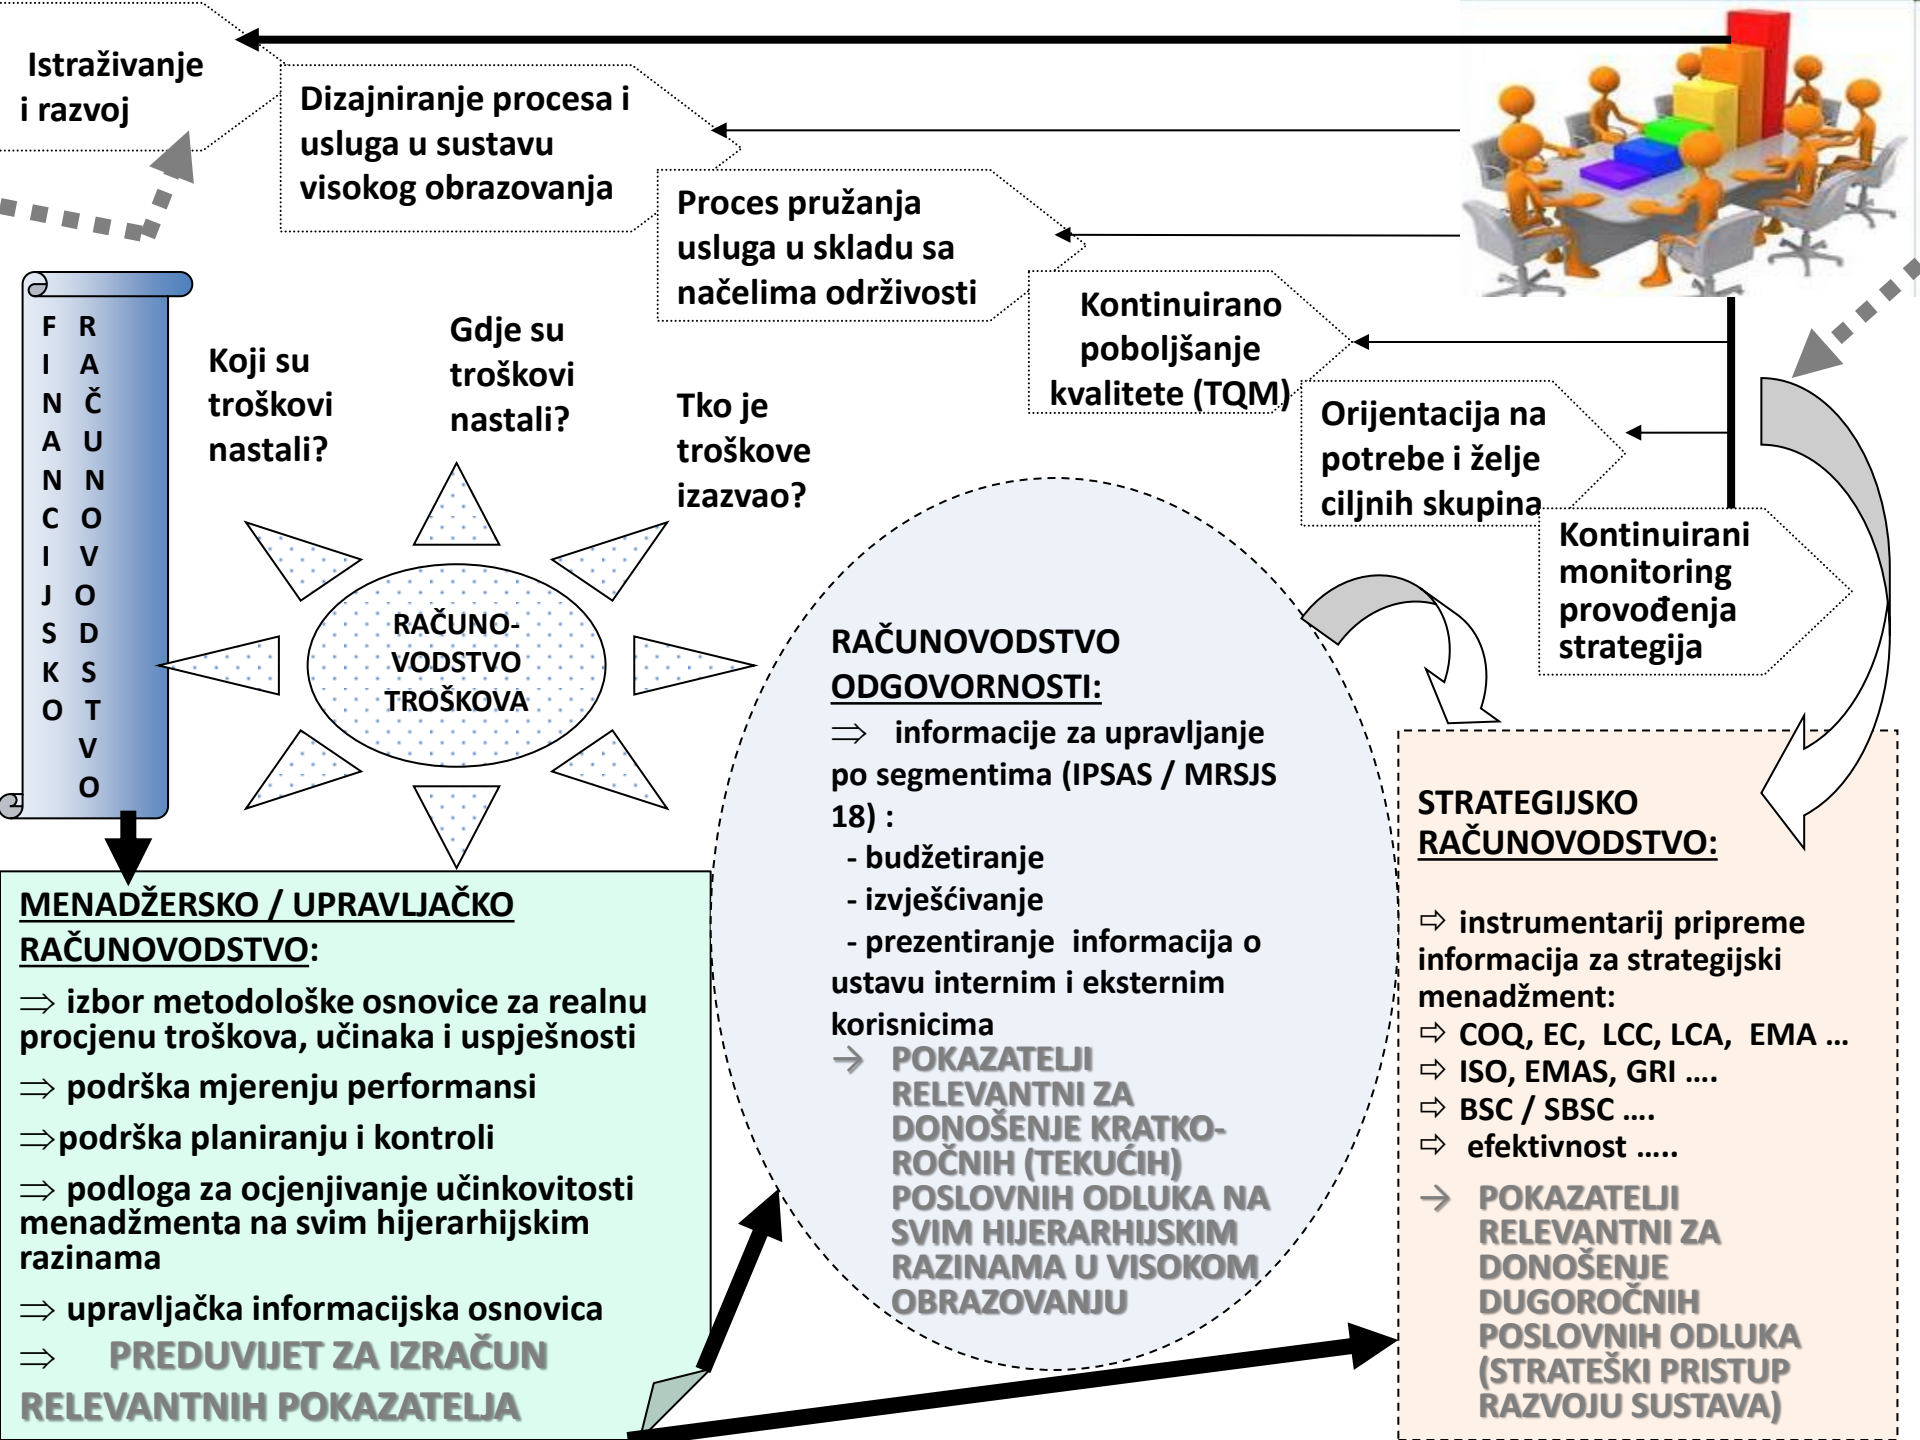 Istraživanje
i razvoj
Dizajniranje procesa i
usluga u sustavu
visokog obrazovanja
Proces pružanja
usluga u skladu sa
načelima održivosti
Kontinuirano
poboljšanje
kvalitete (TQM)
Orijentacija na
potrebe i želje
ciljnih skupina
Kontinuirani
monitoring
provođenja
strategija
FINANCIJSKO
RAČUNOVODSTVO
Koji su
troškovi
nastali?
Gdje su
troškovi
nastali?
Tko je
troškove
izazvao?
RAČUNO-
VODSTVO
TROŠKOVA
MENADŽERSKO / UPRAVLJAČKO
RAČUNOVODSTVO:
⇒ izbor metodološke osnovice za realnu
procjenu troškova, učinaka i uspješnosti
⇒ podrška mjerenju performansi
⇒podrška planiranju i kontroli
⇒ podloga za ocjenjivanje učinkovitosti
menadžmenta na svim hijerarhijskim
razinama
⇒ upravljačka informacijska osnovica
⇒ PREDUVIJET ZA IZRAČUN
RELEVANTNIH POKAZATELJA
RAČUNOVODSTVO
ODGOVORNOSTI:
⇒ informacije za upravljanje
po segmentima (IPSAS / MRSJS
18) :
- budžetiranje
- izvješćivanje
- prezentiranje informacija o
ustavu internim i eksternim
korisnicima
→ POKAZATELJI
RELEVANTNI ZA
DONOŠENJE KRATKO-
ROČNIH (TEKUĆIH)
POSLOVNIH ODLUKA NA
SVIM HIJERARHIJSKIM
RAZINAMA U VISOKOM
OBRAZOVANJU
STRATEGIJSKO
RAČUNOVODSTVO:
⇨ instrumentarij pripreme
informacija za strategijski
menadžment:
⇨ COQ, EC, LCC, LCA, EMA …
⇨ ISO, EMAS, GRI ….
⇨ BSC / SBSC ….
⇨ efektivnost …..
→ POKAZATELJI
RELEVANTNI ZA
DONOŠENJE
DUGOROČNIH
POSLOVNIH ODLUKA
(STRATEŠKI PRISTUP
RAZVOJU SUSTAVA)